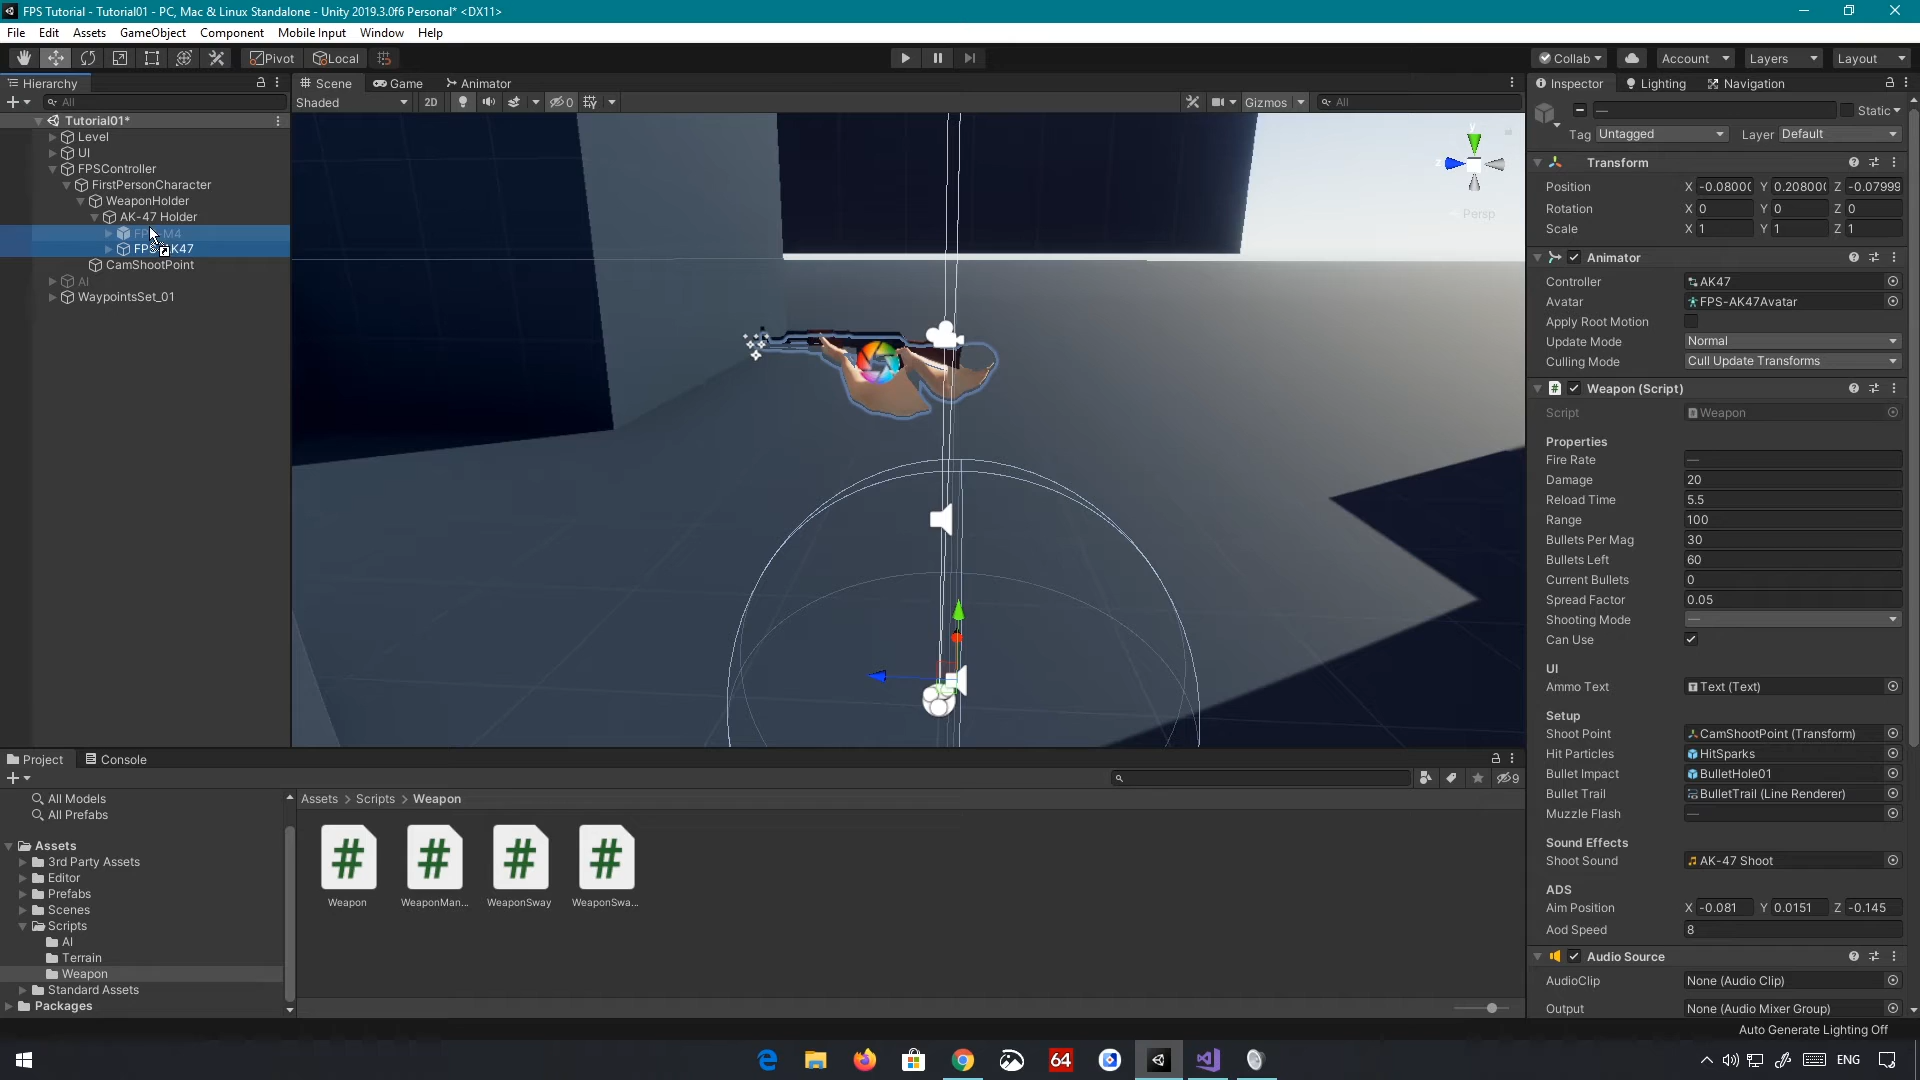 FPS Tutorial - Tutorial01 - PC, Mac & Linux Standalone - Unity 2019.3.0f6 Personal* <DX11>
File Edit Assets GameObject Component Mobile Input Window Help
Pivot Local Collab Account Layers Layout
Hierarchy Scene Game Animator Inspector Lighting Navigation
All Shaded 2D 0 Gizmos All
Tutorial01*
Level
UI
FPSController
FirstPersonCharacter
WeaponHolder
AK-47 Holder
CamShootPoint
AI
WaypointsSet_01
y
z
Persp
— Static
Tag Untagged Layer Default
Transform
Position X -0.0800( Y 0.2080( Z -0.07999
Rotation X 0 Y 0 Z 0
Scale X 1 Y 1 Z 1
Animator
Controller AK47
Avatar FPS-AK47Avatar
Apply Root Motion
Update Mode Normal
Culling Mode Cull Update Transforms
# Weapon (Script)
Script Weapon
Properties
Fire Rate —
Damage 20
Reload Time 5.5
Range 100
Bullets Per Mag 30
Bullets Left 60
Current Bullets 0
Spread Factor 0.05
Shooting Mode —
Can Use
UI
Ammo Text Text (Text)
Setup
Shoot Point CamShootPoint (Transform)
Hit Particles HitSparks
Bullet Impact BulletHole01
Bullet Trail BulletTrail (Line Renderer)
Muzzle Flash —
Sound Effects
Shoot Sound AK-47 Shoot
ADS
Aim Position X -0.081 Y 0.0151 Z -0.145
Aod Speed 8
Audio Source
AudioClip None (Audio Clip)
Output None (Audio Mixer Group)
Project Console
9
All Models
All Prefabs
Assets
3rd Party Assets
Editor
Prefabs
Scenes
Scripts
AI
Terrain
Weapon
Standard Assets
Packages
Assets > Scripts > Weapon
# # # #
Weapon WeaponMan... WeaponSway WeaponSwa...
Auto Generate Lighting Off
64 ENG